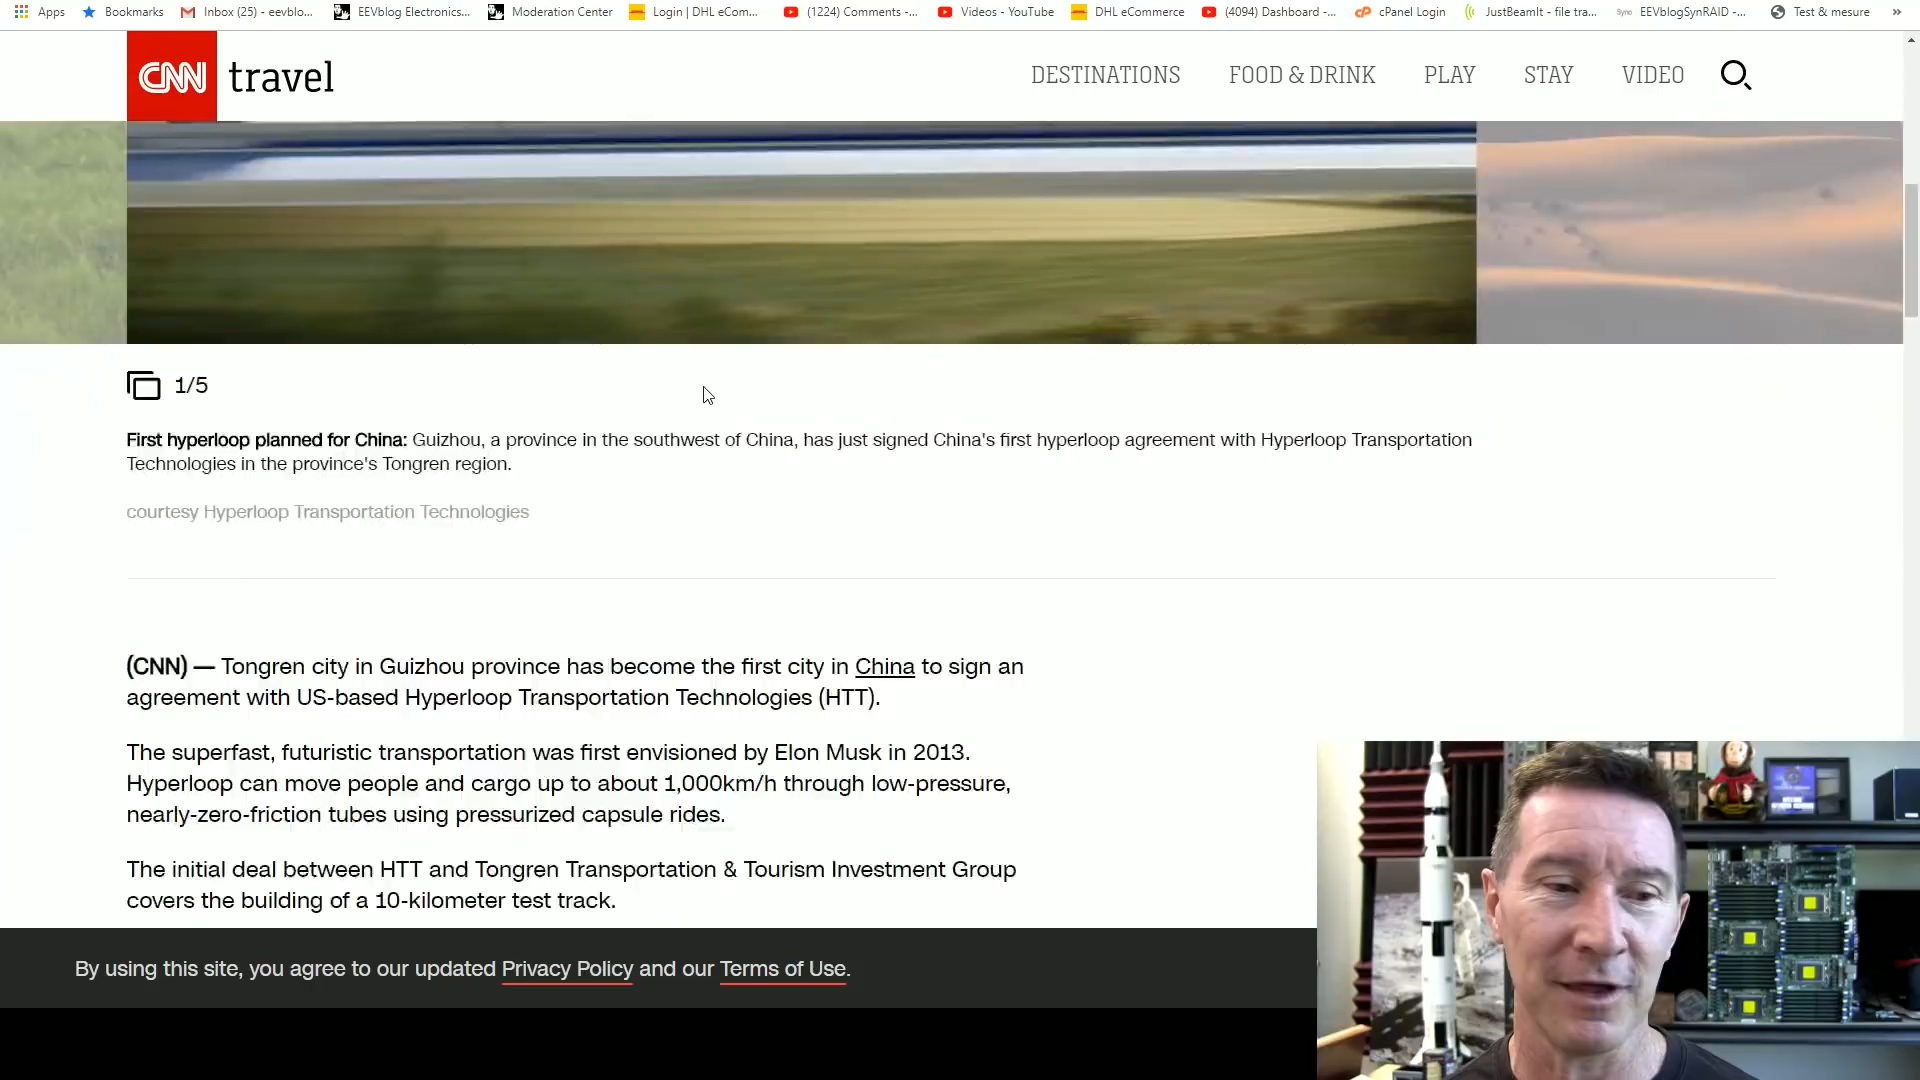 Apps Bookmarks Inbox (25) - eevblo... EEVblog Electronics... Moderation Center Login | DHL eCom... (1224) Comments -... Videos - YouTube DHL eCommerce (4094) Dashboard -... cPanel Login JustBeamIt - file tra... Syno EEVblogSynRAID -... Test & mesure »
CNN travel DESTINATIONS FOOD & DRINK PLAY STAY VIDEO
1/5
First hyperloop planned for China: Guizhou, a province in the southwest of China, has just signed China's first hyperloop agreement with Hyperloop Transportation
Technologies in the province's Tongren region.
courtesy Hyperloop Transportation Technologies
(CNN) — Tongren city in Guizhou province has become the first city in China to sign an
agreement with US-based Hyperloop Transportation Technologies (HTT).
The superfast, futuristic transportation was first envisioned by Elon Musk in 2013.
Hyperloop can move people and cargo up to about 1,000km/h through low-pressure,
nearly-zero-friction tubes using pressurized capsule rides.
The initial deal between HTT and Tongren Transportation & Tourism Investment Group
covers the building of a 10-kilometer test track.
By using this site, you agree to our updated Privacy Policy and our Terms of Use.